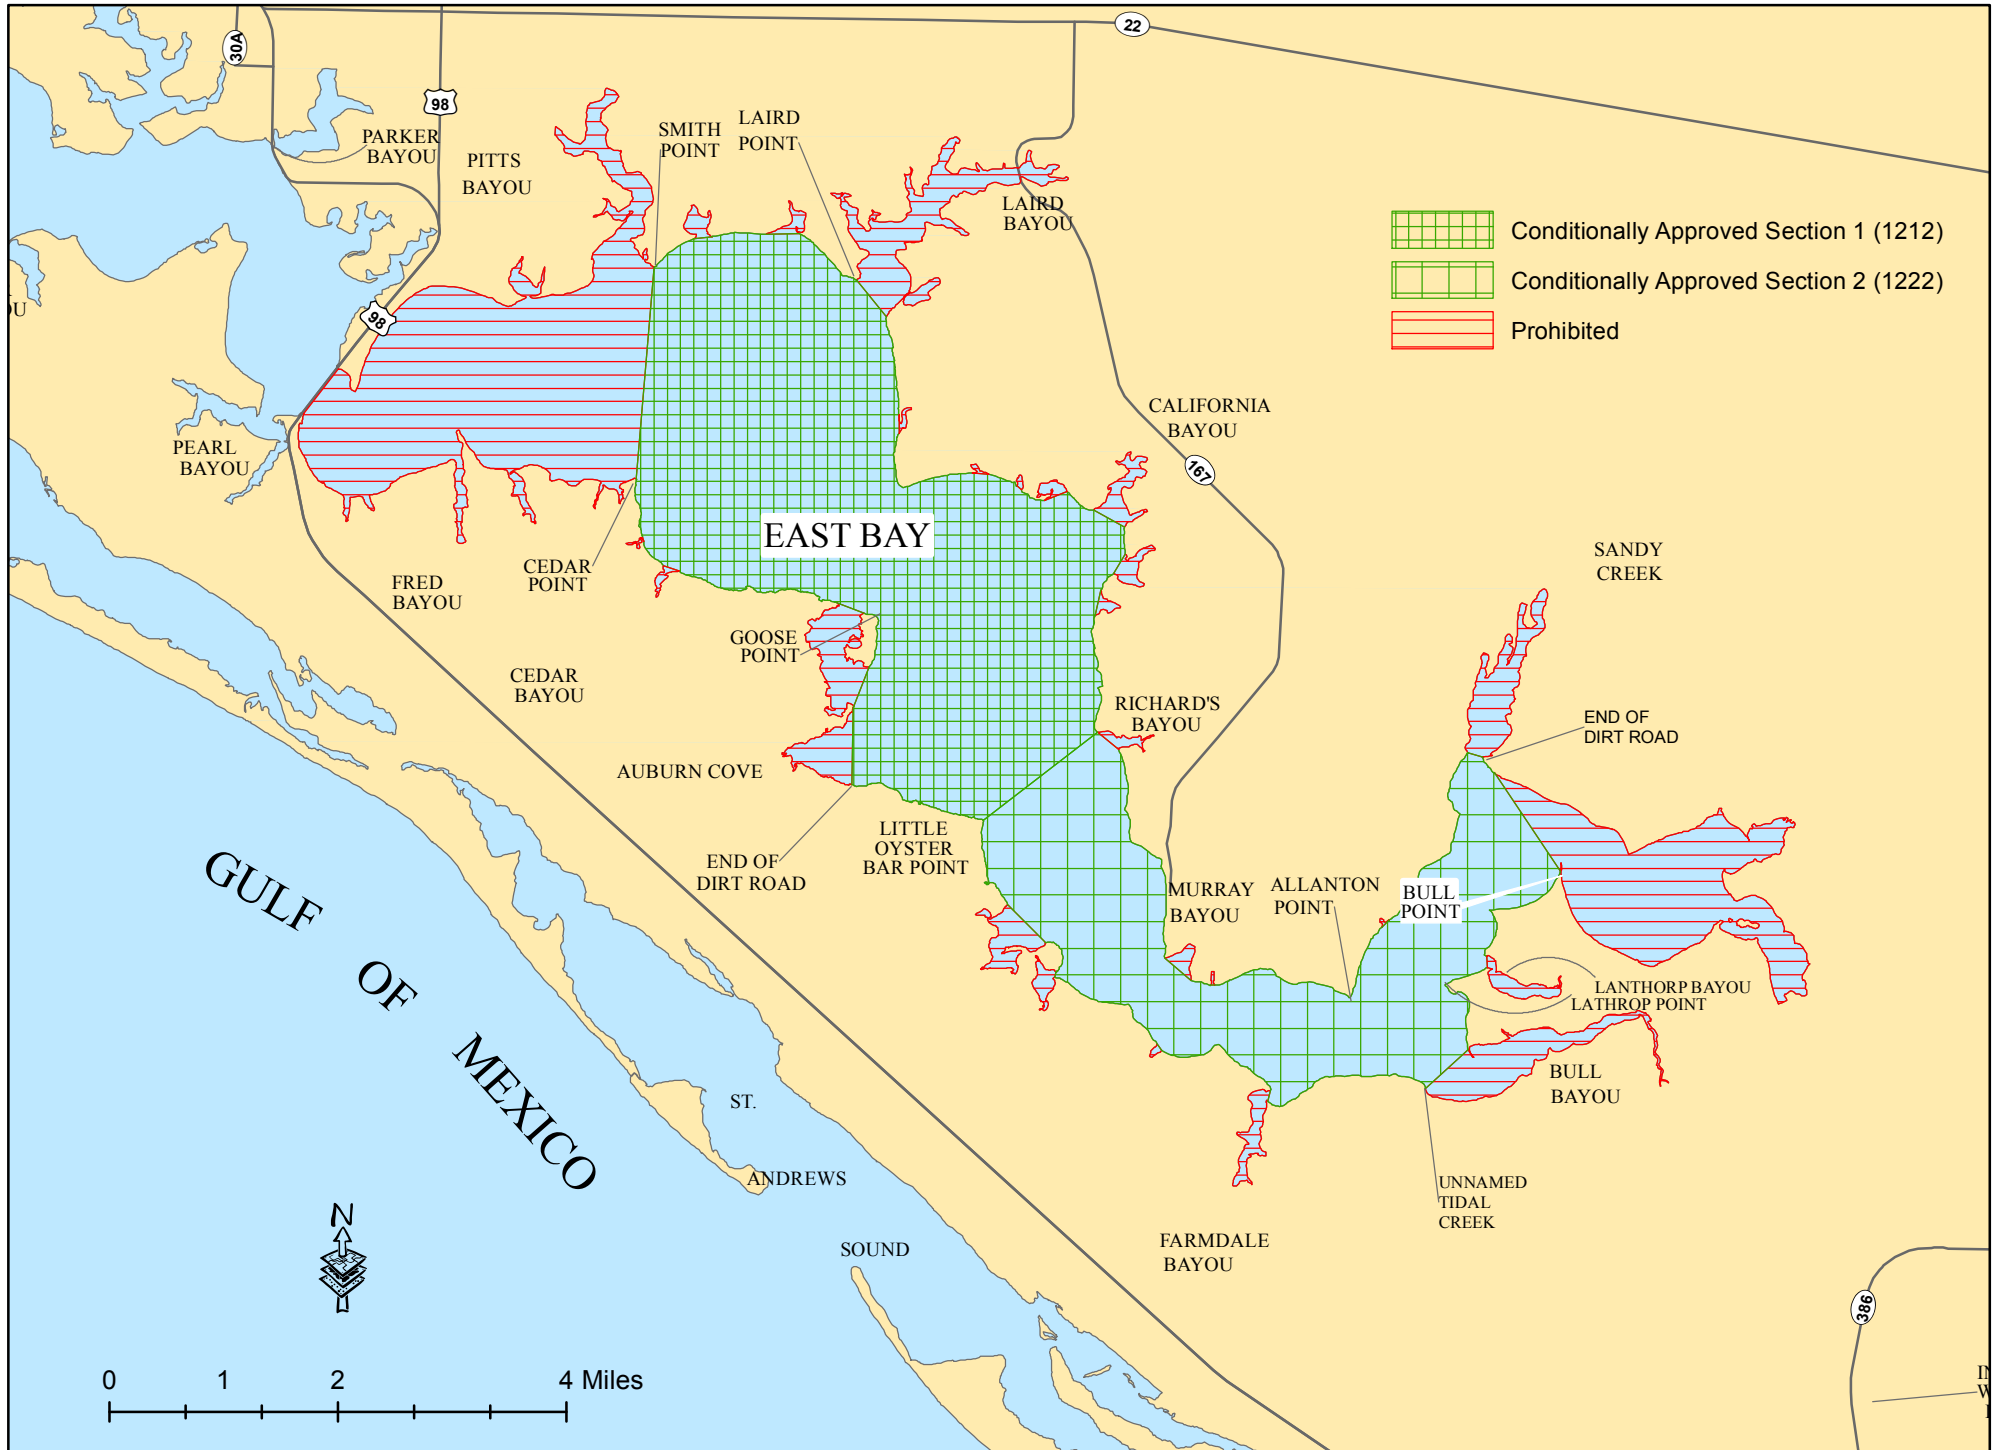 22
30A
98
PARKER
BAYOU
PITTS
BAYOU
SMITH
POINT
LAIRD
POINT
LAIRD
BAYOU
Conditionally Approved Section 1 (1212)
Conditionally Approved Section 2 (1222)
Prohibited
OU
98
PEARL
BAYOU
CALIFORNIA
BAYOU
167
EAST BAY
SANDY
CREEK
CEDAR
POINT
FRED
BAYOU
GOOSE
POINT
CEDAR
BAYOU
RICHARD'S
BAYOU
END OF
DIRT ROAD
AUBURN COVE
LITTLE
OYSTER
BAR POINT
END OF
DIRT ROAD
MURRAY
BAYOU
ALLANTON
POINT
BULL
POINT
LANTHORP BAYOU
LATHROP POINT
BULL
BAYOU
GULF
OF
MEXICO
ST.
ANDREWS
SOUND
UNNAMED
TIDAL
CREEK
FARMDALE
BAYOU
N
386
0 1 2 4 Miles